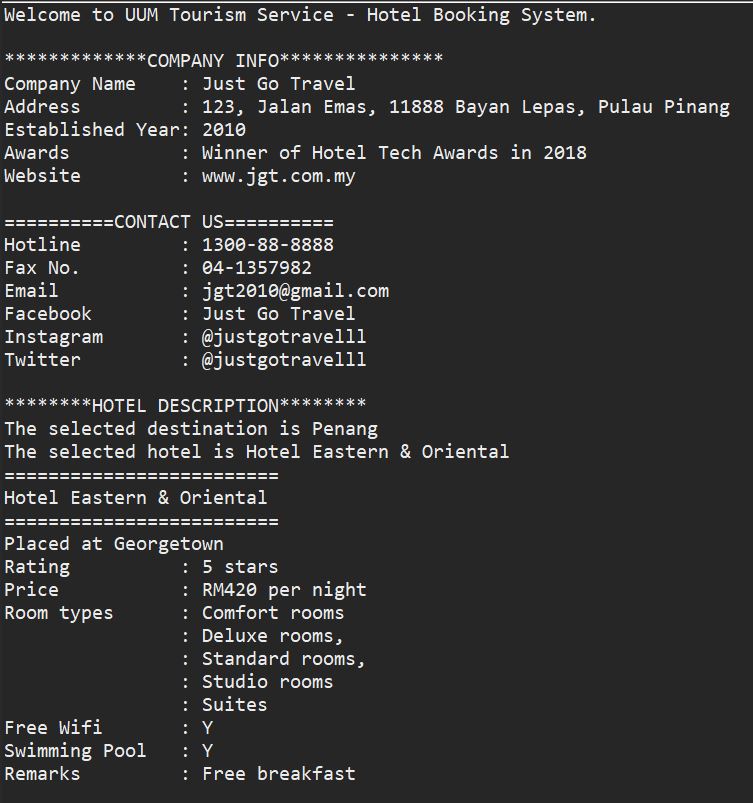 Welcome to UUM Tourism Service - Hotel Booking System.
*************COMPANY INFO***************
Company Name    : Just Go Travel
Address         : 123, Jalan Emas, 11888 Bayan Lepas, Pulau Pinang
Established Year: 2010
Awards          : Winner of Hotel Tech Awards in 2018
Website         : www.jgt.com.my
==========CONTACT US==========
Hotline         : 1300-88-8888
Fax No.         : 04-1357982
Email           : jgt2010@gmail.com
Facebook        : Just Go Travel
Instagram       : @justgotravelll
Twitter         : @justgotravelll
********HOTEL DESCRIPTION********
The selected destination is Penang
The selected hotel is Hotel Eastern & Oriental
=========================
Hotel Eastern & Oriental
=========================
Placed at Georgetown
Rating          : 5 stars
Price           : RM420 per night
Room types      : Comfort rooms
                : Deluxe rooms,
                : Standard rooms,
                : Studio rooms
                : Suites
Free Wifi       : Y
Swimming Pool   : Y
Remarks         : Free breakfast